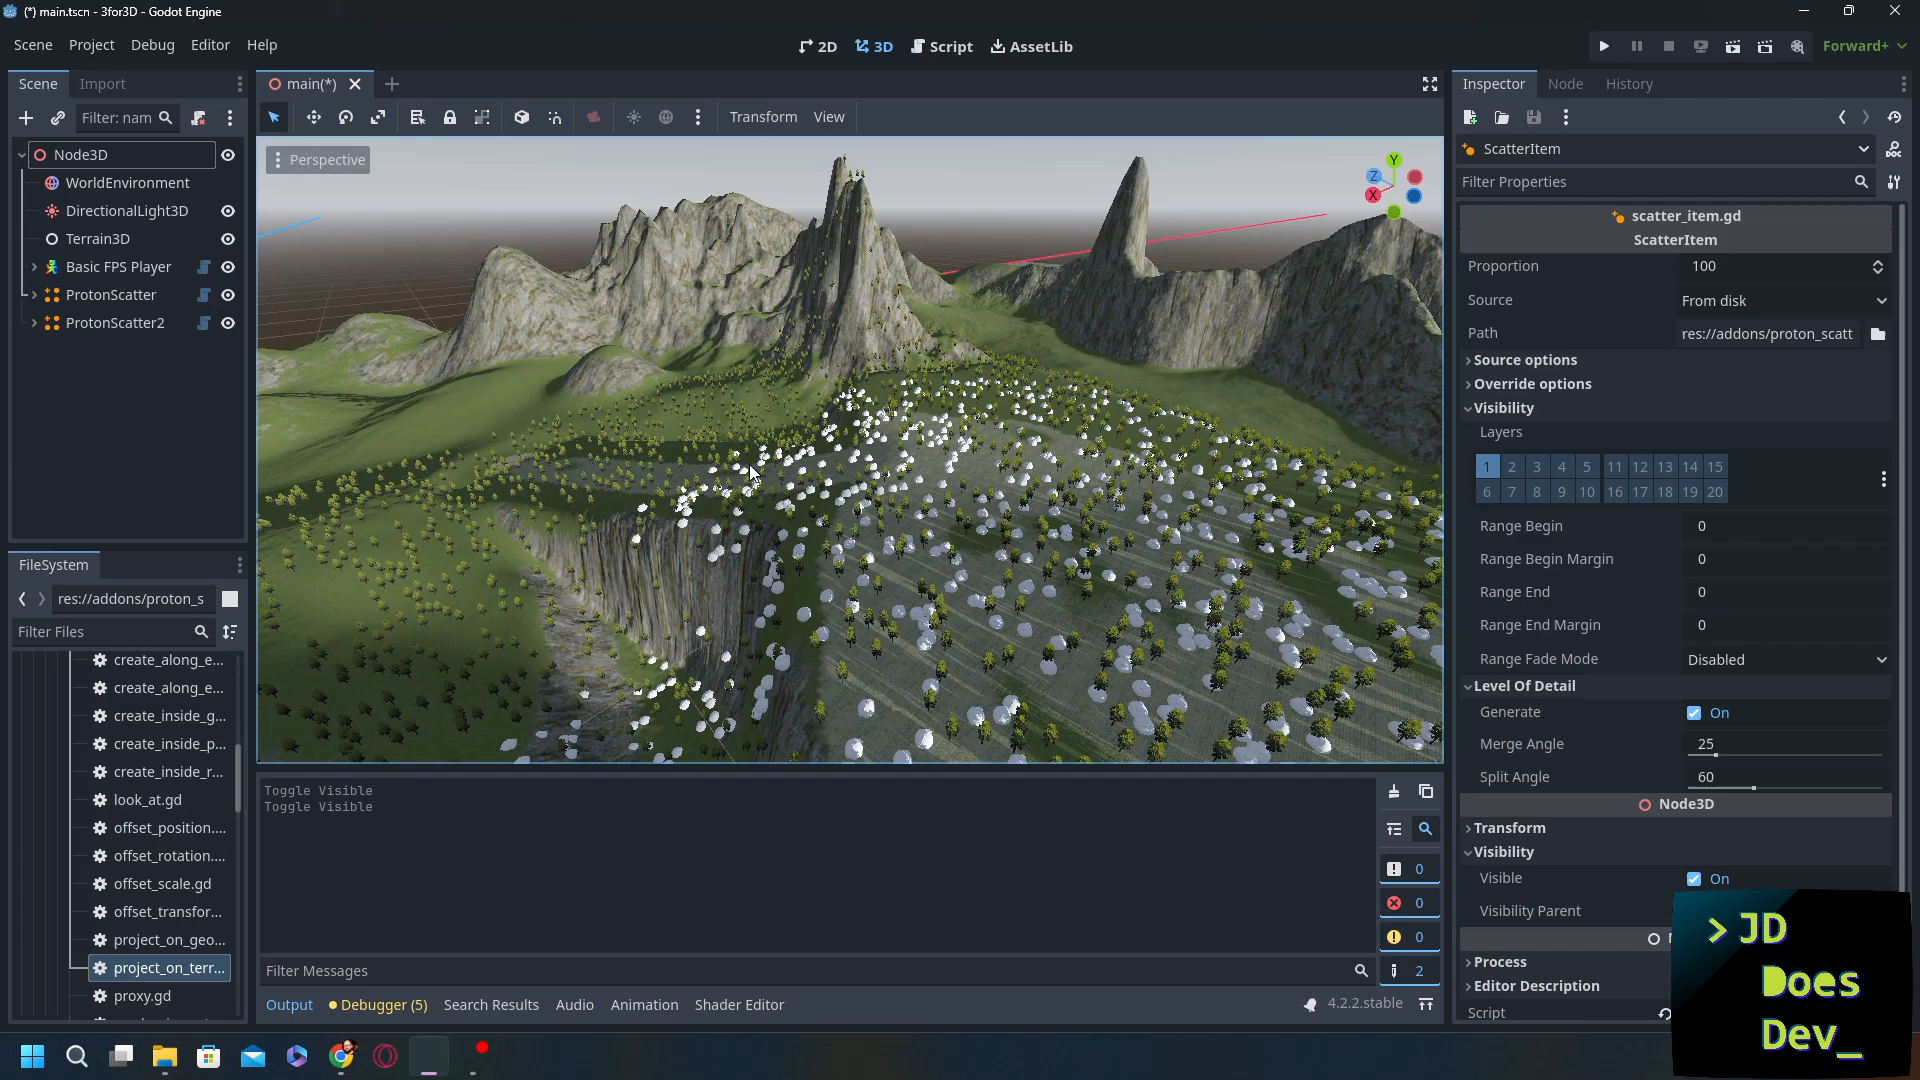 (*) main.tscn - 3for3D - Godot Engine
Scene Project Debug Editor Help
2D 3D Script AssetLib
Forward+
Scene Import
main(*)
Inspector Node History
Filter: nam
Transform View
Node3D
WorldEnvironment
DirectionalLight3D
Terrain3D
Basic FPS Player
ProtonScatter
ProtonScatter2
Perspective
Y
Z
X
ScatterItem
Filter Properties
scatter_item.gd
ScatterItem
Proportion 100
Source From disk
Path res://addons/proton_scatt
Source options
Override options
Visibility
Layers
1 2 3 4 5 11 12 13 14 15
6 7 8 9 10 16 17 18 19 20
Range Begin 0
Range Begin Margin 0
Range End 0
Range End Margin 0
Range Fade Mode Disabled
Level Of Detail
Generate On
Merge Angle 25
Split Angle 60
Node3D
Transform
Visibility
Visible On
Visibility Parent
Process
Editor Description
Script
FileSystem
res://addons/proton_s
Filter Files
create_along_e...
create_along_e...
create_inside_g...
create_inside_p...
create_inside_r...
look_at.gd
offset_position....
offset_rotation....
offset_scale.gd
offset_transfor...
project_on_geo...
project_on_terr...
proxy.gd
Toggle Visible
Toggle Visible
0
0
0
2
Filter Messages
Output Debugger (5) Search Results Audio Animation Shader Editor
4.2.2.stable
> JD
Does
Dev_